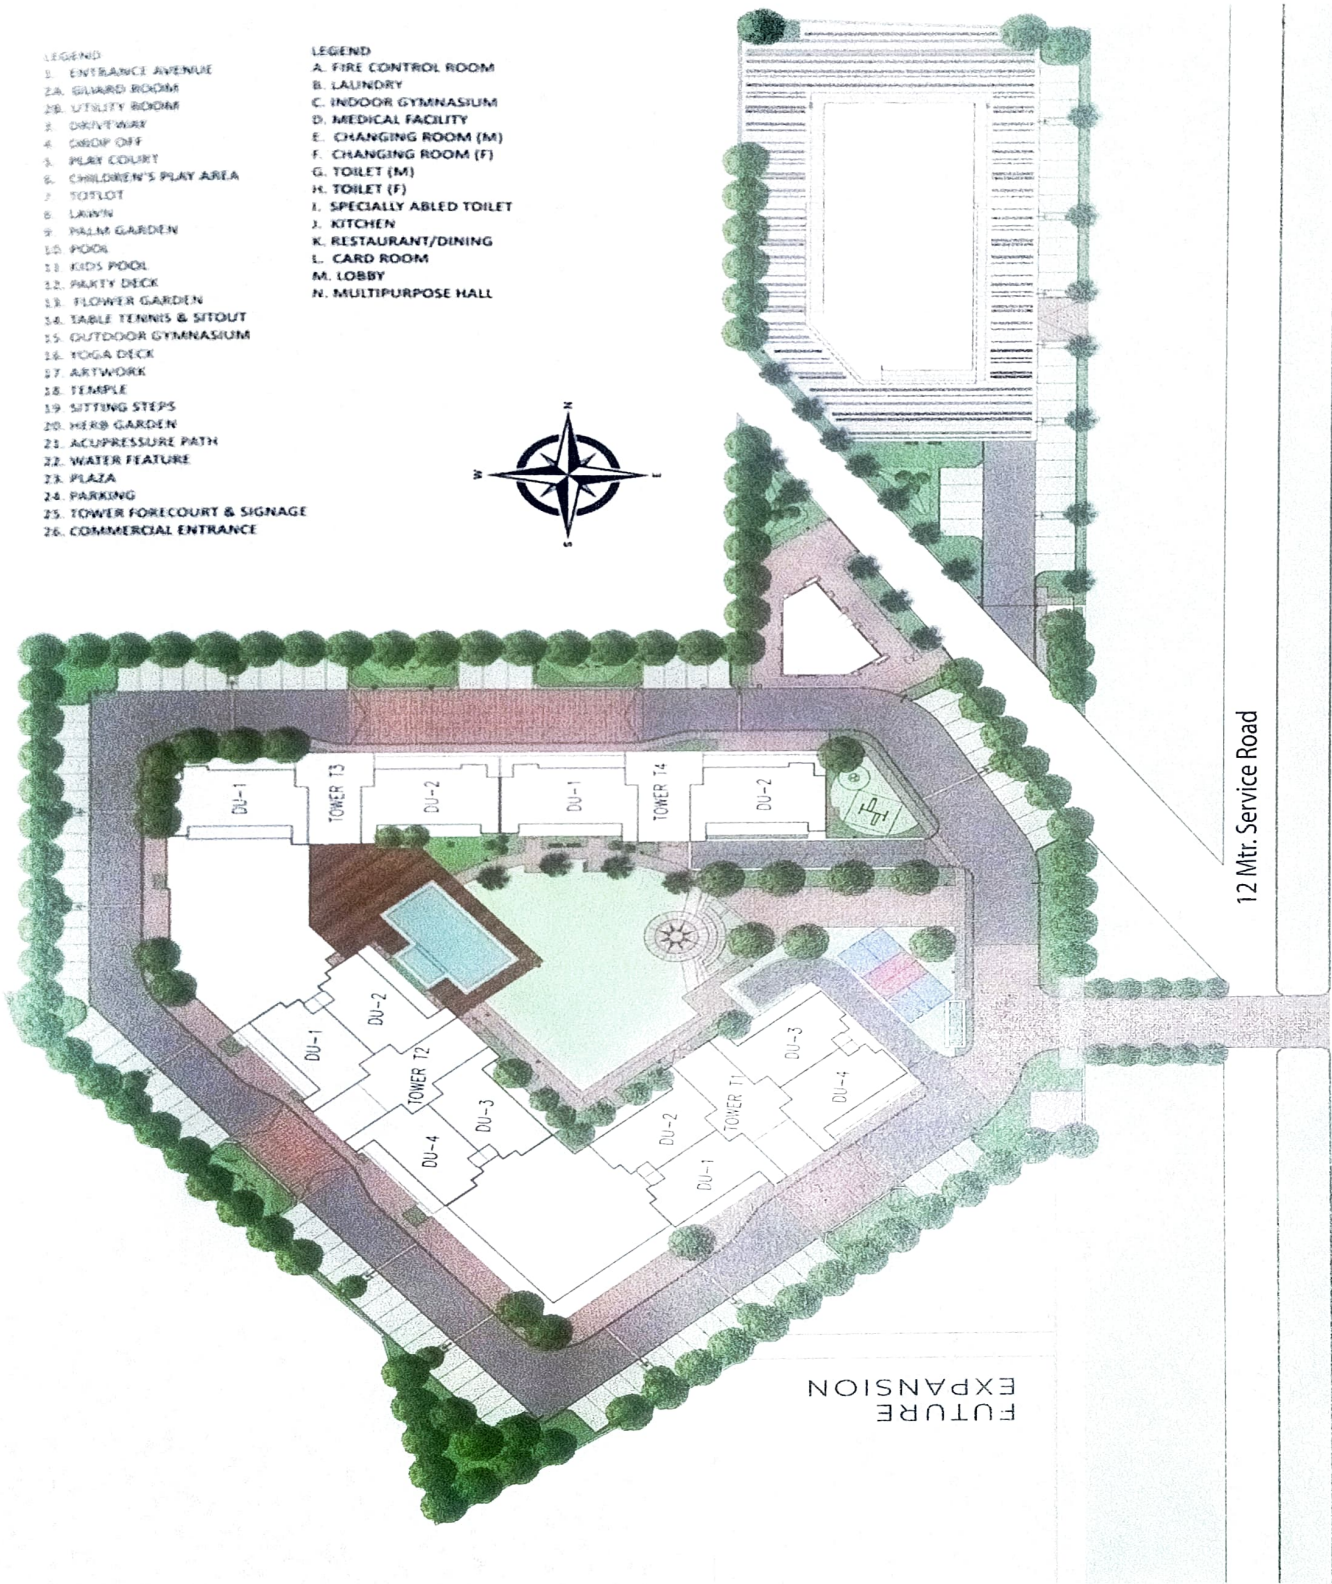 LEGEND
1. ENTRANCE AVENUE
2A. GUARD ROOM
2B. UTILITY ROOM
3. DRIVEWAY
4. DROP OFF
5. PLAY COURT
6. CHILDREN'S PLAY AREA
7. TOTLOT
8. LAWN
9. PALM GARDEN
10. POOL
11. KIDS POOL
12. PARTY DECK
13. FLOWER GARDEN
14. TABLE TENNIS & SITOUT
15. OUTDOOR GYMNASIUM
16. YOGA DECK
17. ARTWORK
18. TEMPLE
19. SITTING STEPS
20. HERB GARDEN
21. ACUPRESSURE PATH
22. WATER FEATURE
23. PLAZA
24. PARKING
25. TOWER FORECOURT & SIGNAGE
26. COMMERCIAL ENTRANCE
LEGEND
A. FIRE CONTROL ROOM
B. LAUNDRY
C. INDOOR GYMNASIUM
D. MEDICAL FACILITY
E. CHANGING ROOM (M)
F. CHANGING ROOM (F)
G. TOILET (M)
H. TOILET (F)
I. SPECIALLY ABLED TOILET
J. KITCHEN
K. RESTAURANT/DINING
L. CARD ROOM
M. LOBBY
N. MULTIPURPOSE HALL
N
W
E
S
DU-1
TOWER T3
DU-2
DU-1
TOWER T4
DU-2
12 Mtr. Service Road
DU-2
DU-1
TOWER T2
DU-3
DU-4
DU-3
DU-4
TOWER T1
DU-2
DU-1
FUTURE
EXPANSION